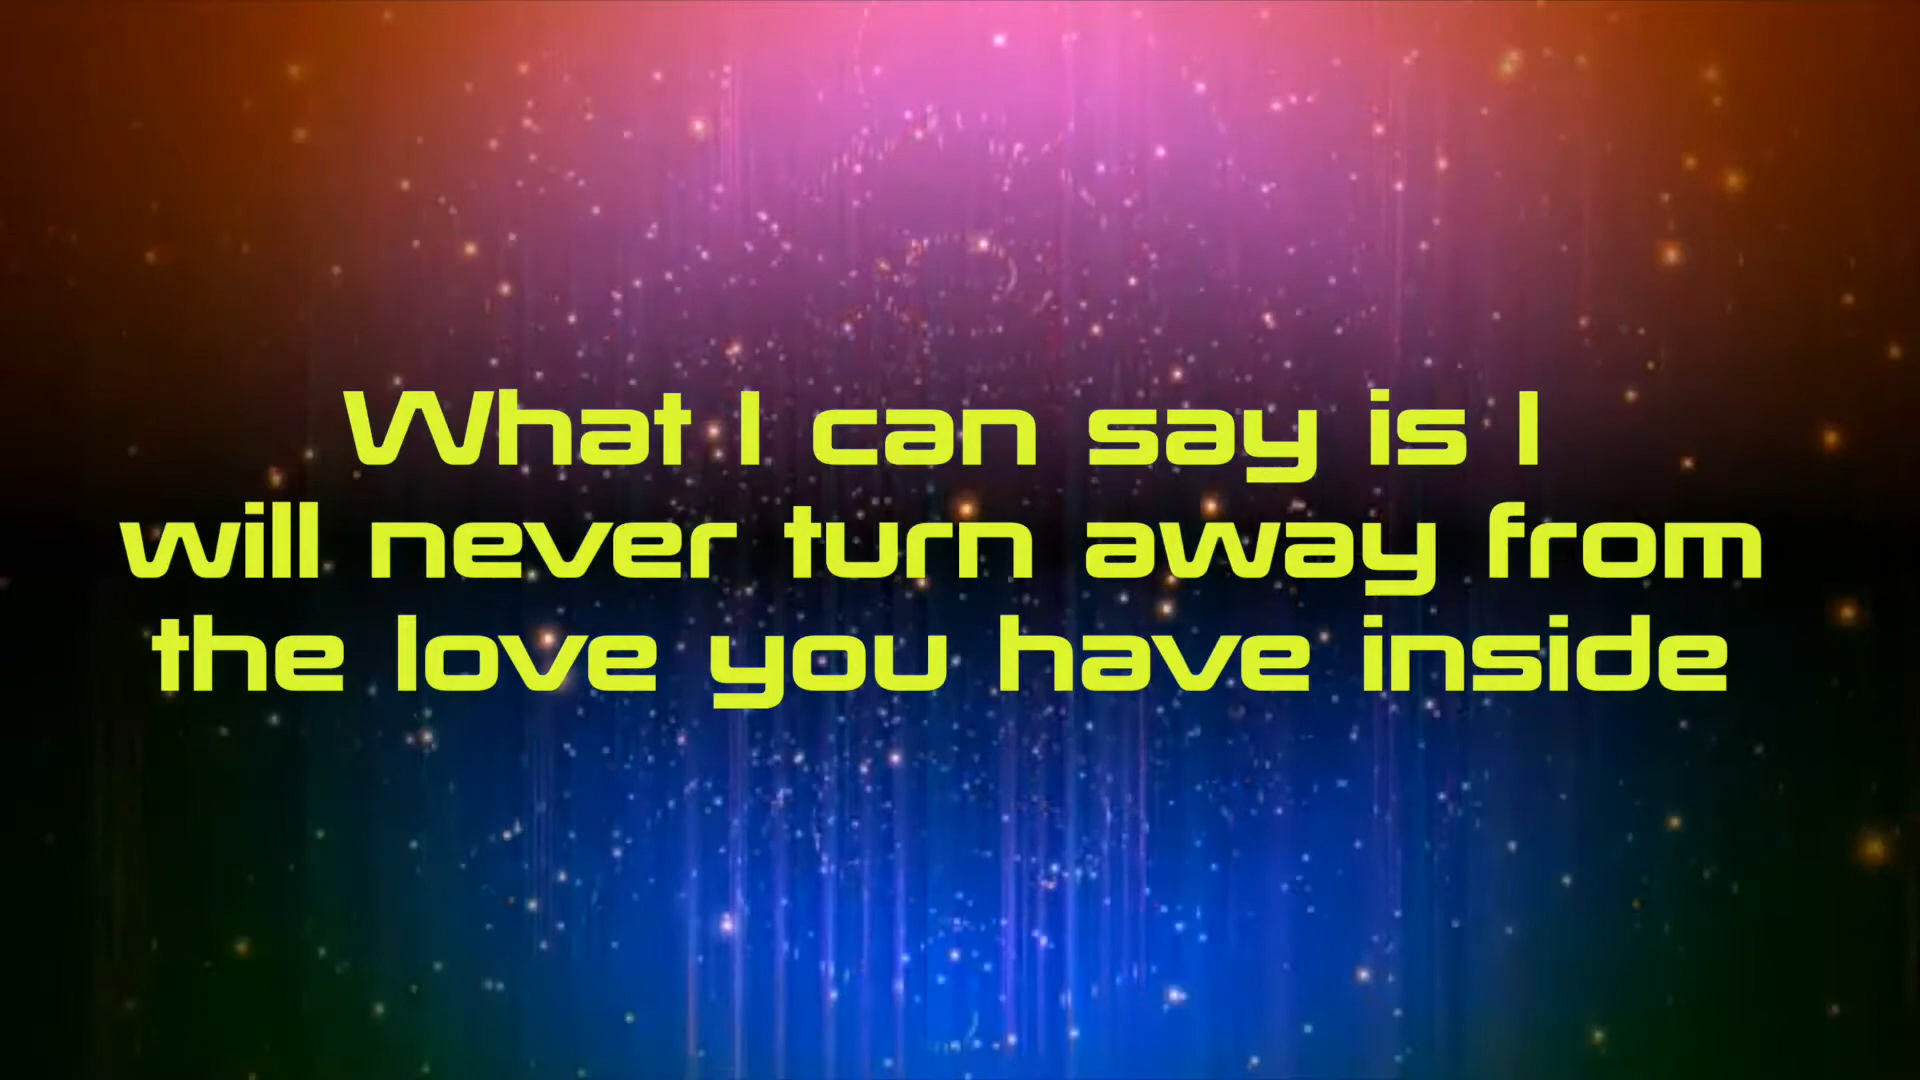 What I can say is I
will never turn away from
the love you have inside